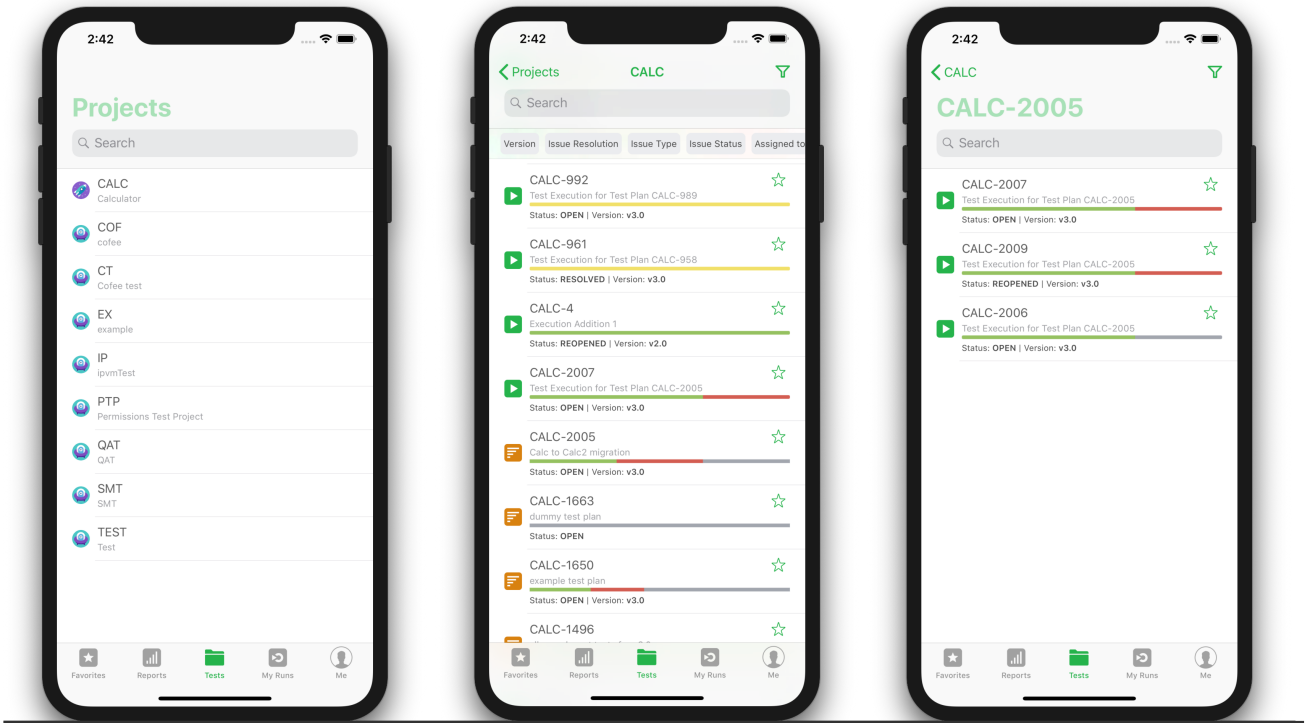 2:42
Projects
Search
CALC
Calculator
COF
cofee
CT
Cofee test
EX
example
IP
ipvmTest
PTP
Permissions Test Project
QAT
QAT
SMT
SMT
TEST
Test
Favorites Reports Tests My Runs Me
2:42
Projects CALC
Search
Version Issue Resolution Issue Type Issue Status Assigned to
CALC-992
Test Execution for Test Plan CALC-989
Status: OPEN | Version: v3.0
CALC-961
Test Execution for Test Plan CALC-958
Status: RESOLVED | Version: v3.0
CALC-4
Execution Addition 1
Status: REOPENED | Version: v2.0
CALC-2007
Test Execution for Test Plan CALC-2005
Status: OPEN | Version: v3.0
CALC-2005
Calc to Calc2 migration
Status: OPEN | Version: v3.0
CALC-1663
dummy test plan
Status: OPEN
CALC-1650
example test plan
Status: OPEN | Version: v3.0
CALC-1496
Favorites Reports Tests My Runs Me
2:42
CALC
CALC-2005
Search
CALC-2007
Test Execution for Test Plan CALC-2005
Status: OPEN | Version: v3.0
CALC-2009
Test Execution for Test Plan CALC-2005
Status: REOPENED | Version: v3.0
CALC-2006
Test Execution for Test Plan CALC-2005
Status: OPEN | Version: v3.0
Favorites Reports Tests My Runs Me